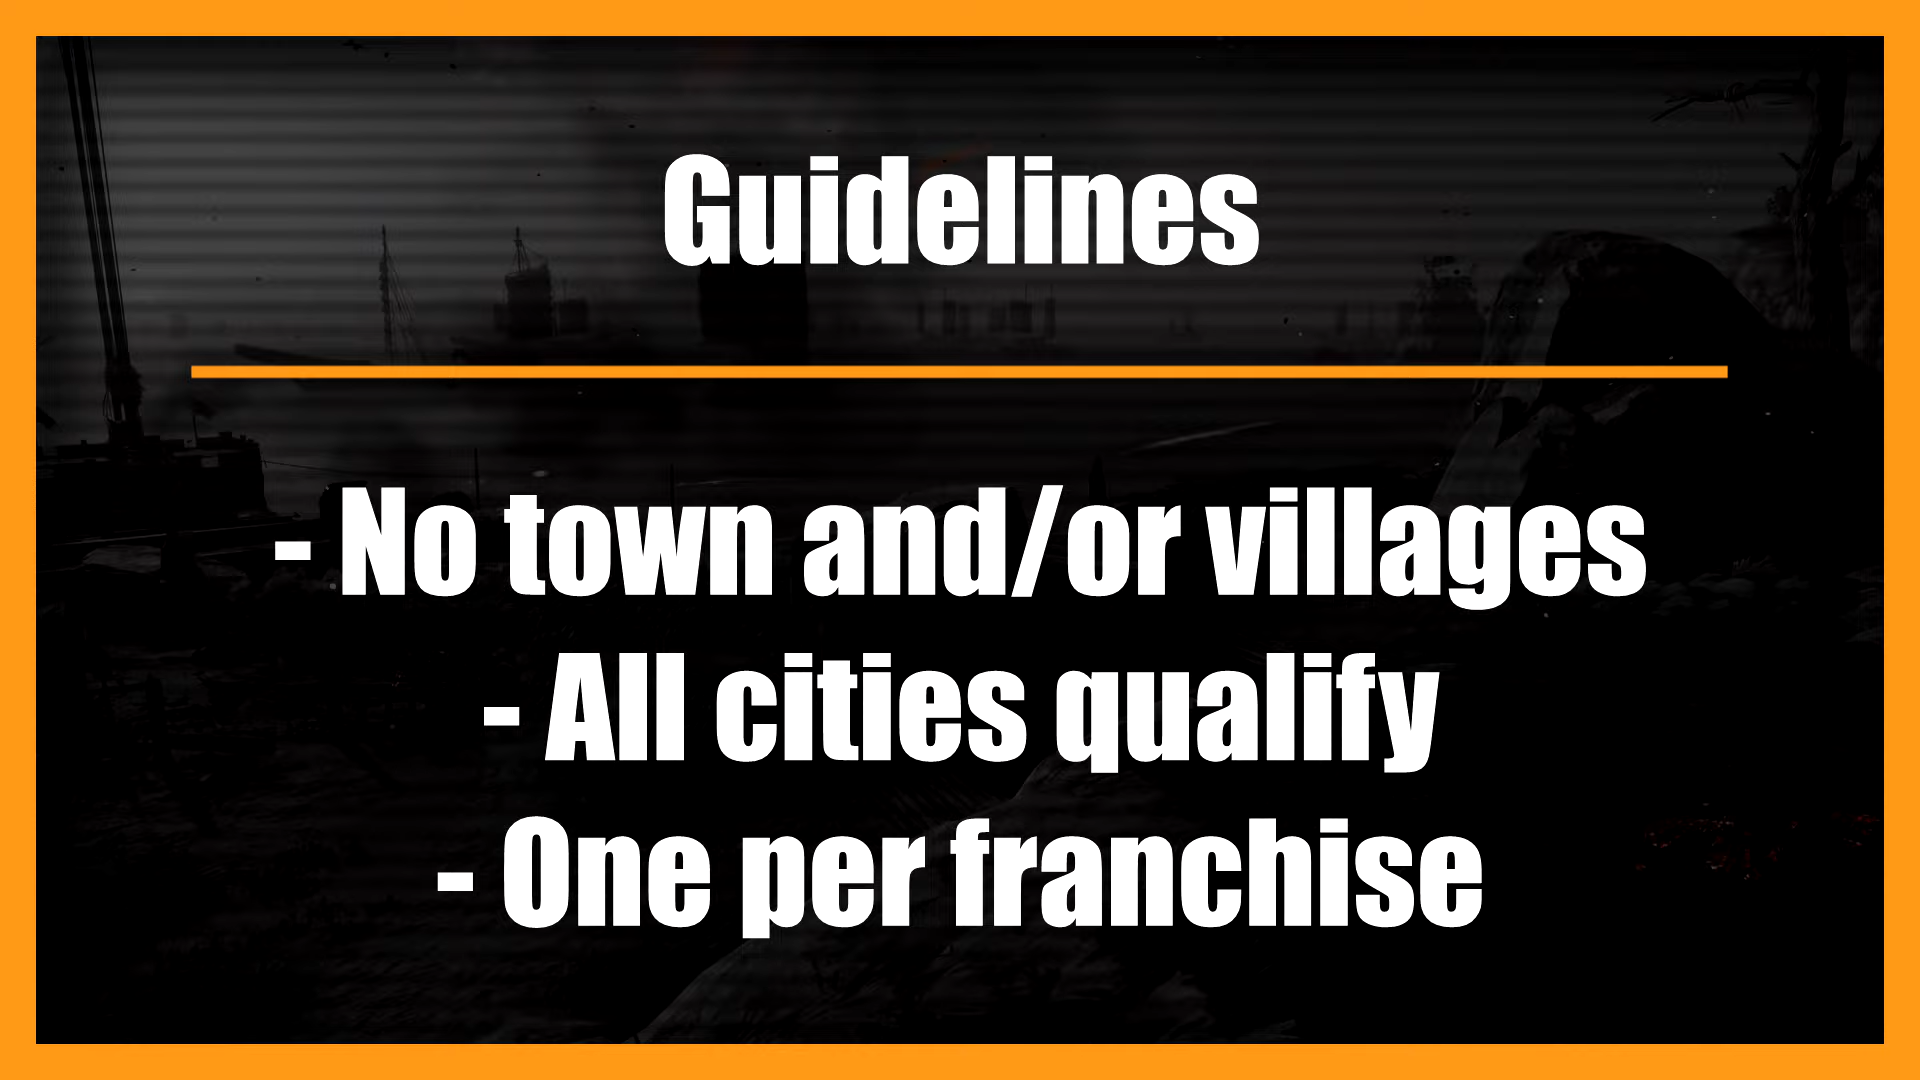 Guidelines
- No town and/or villages
- All cities qualify
- One per franchise